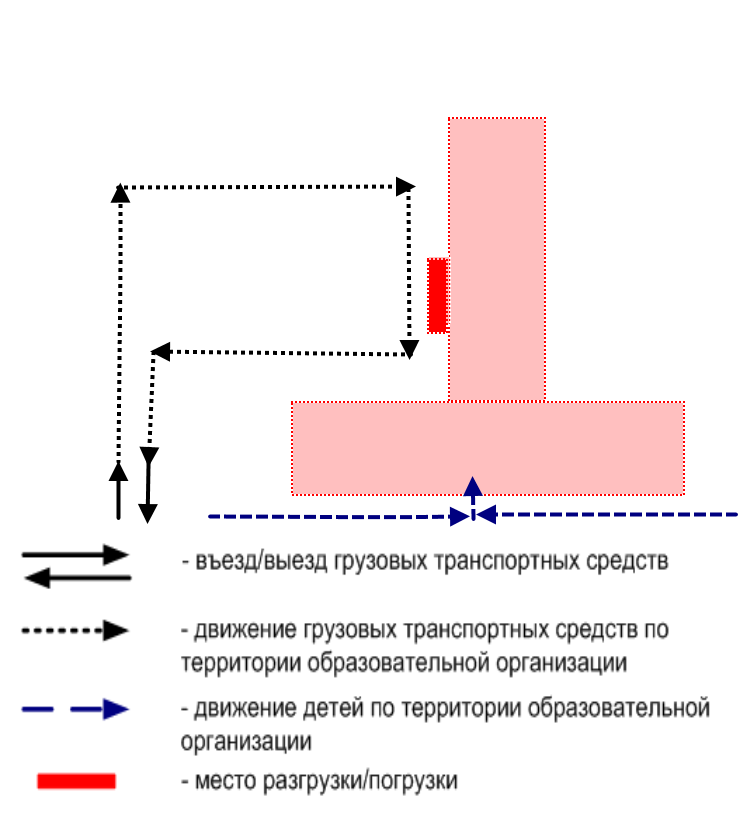 - въезд/выезд грузовых транспортных средств
- движение грузовых транспортных средств по
территории образовательной организации
- движение детей по территории образовательной
организации
- место разгрузки/погрузки